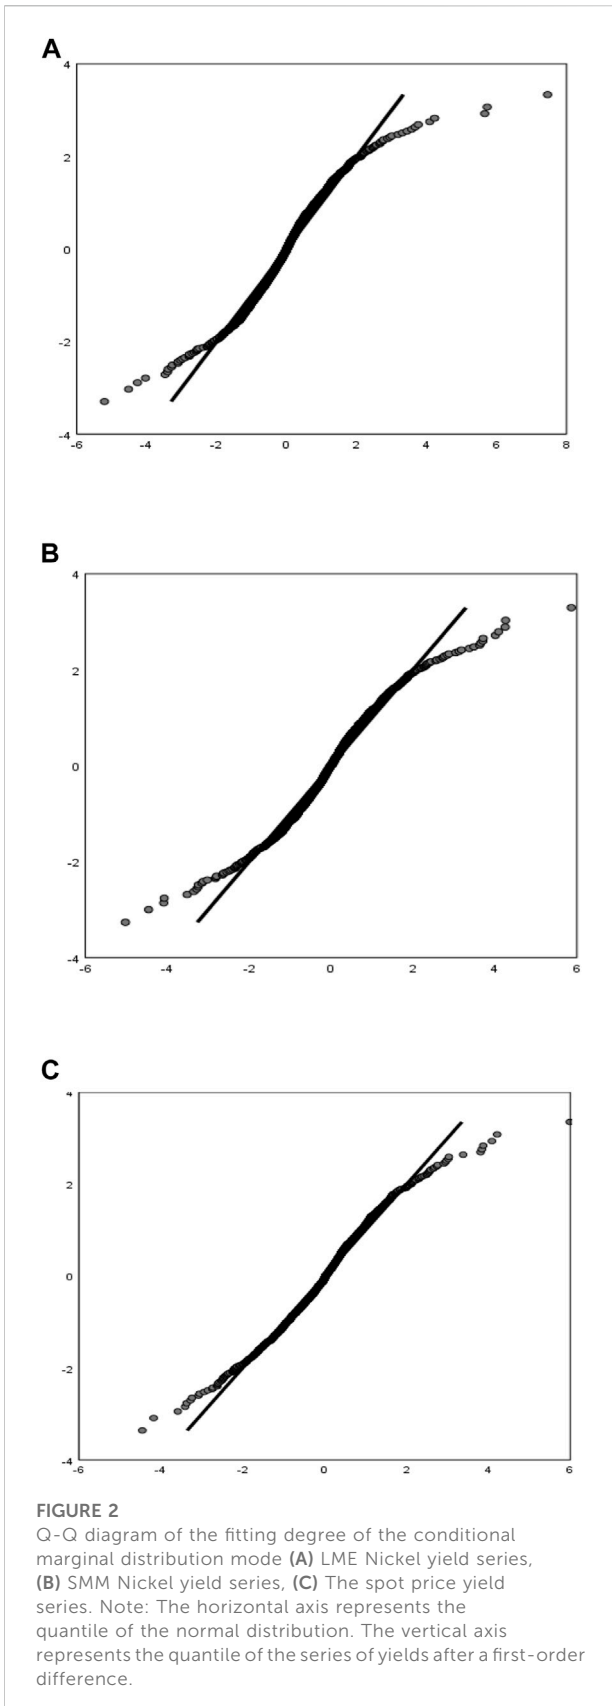 A
4
2
0
-2
-4
-6 -4 -2 0 2 4 6 8
B
4
2
0
-2
-4
-6 -4 -2 0 2 4 6
C
4
2
0
-2
-4
-6 -4 -2 0 2 4 6
FIGURE 2
Q-Q diagram of the fitting degree of the conditional
marginal distribution mode (A) LME Nickel yield series,
(B) SMM Nickel yield series, (C) The spot price yield
series. Note: The horizontal axis represents the
quantile of the normal distribution. The vertical axis
represents the quantile of the series of yields after a first-order
difference.